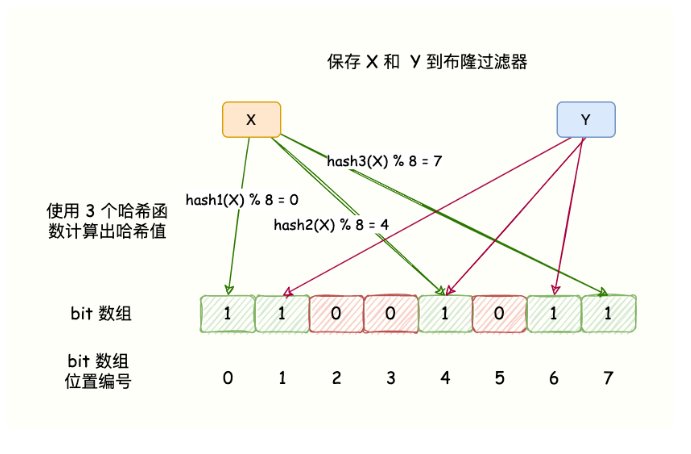 保存 X 和 Y 到布隆过滤器
X
Y
hash3(X) % 8 = 7
hash1(X) % 8 = 0
使用 3 个哈希函
数计算出哈希值
hash2(X) % 8 = 4
bit 数组
1 1 0 0 1 0 1 1
bit 数组
位置编号
0 1 2 3 4 5 6 7